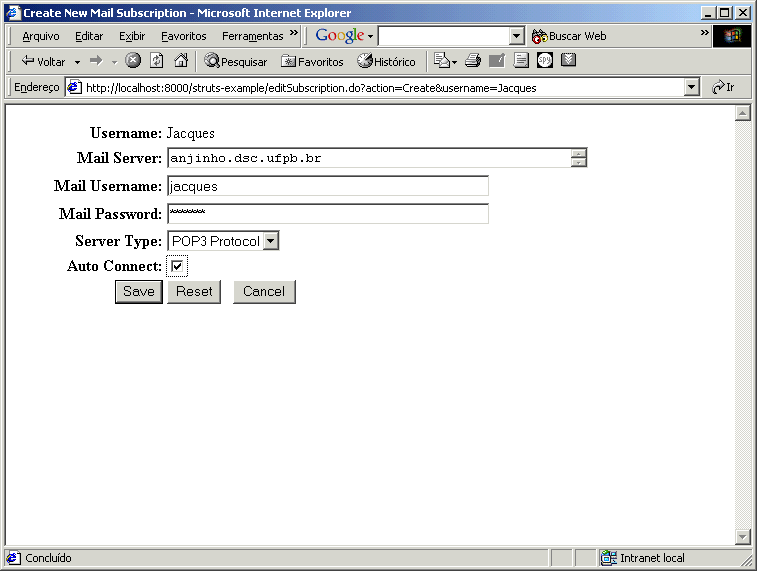 Create New Mail Subscription - Microsoft Internet Explorer
Arquivo Editar Exibir Favoritos Ferramentas » Google Buscar Web »
Voltar Pesquisar Favoritos Histórico spy
Endereço http://localhost:8000/struts-example/editSubscription.do?action=Create&username=Jacques Ir
Username: Jacques
Mail Server: anjinho.dsc.ufpb.br
Mail Username: jacques
Mail Password: ********
Server Type: POP3 Protocol
Auto Connect:
Save Reset Cancel
Concluído Intranet local